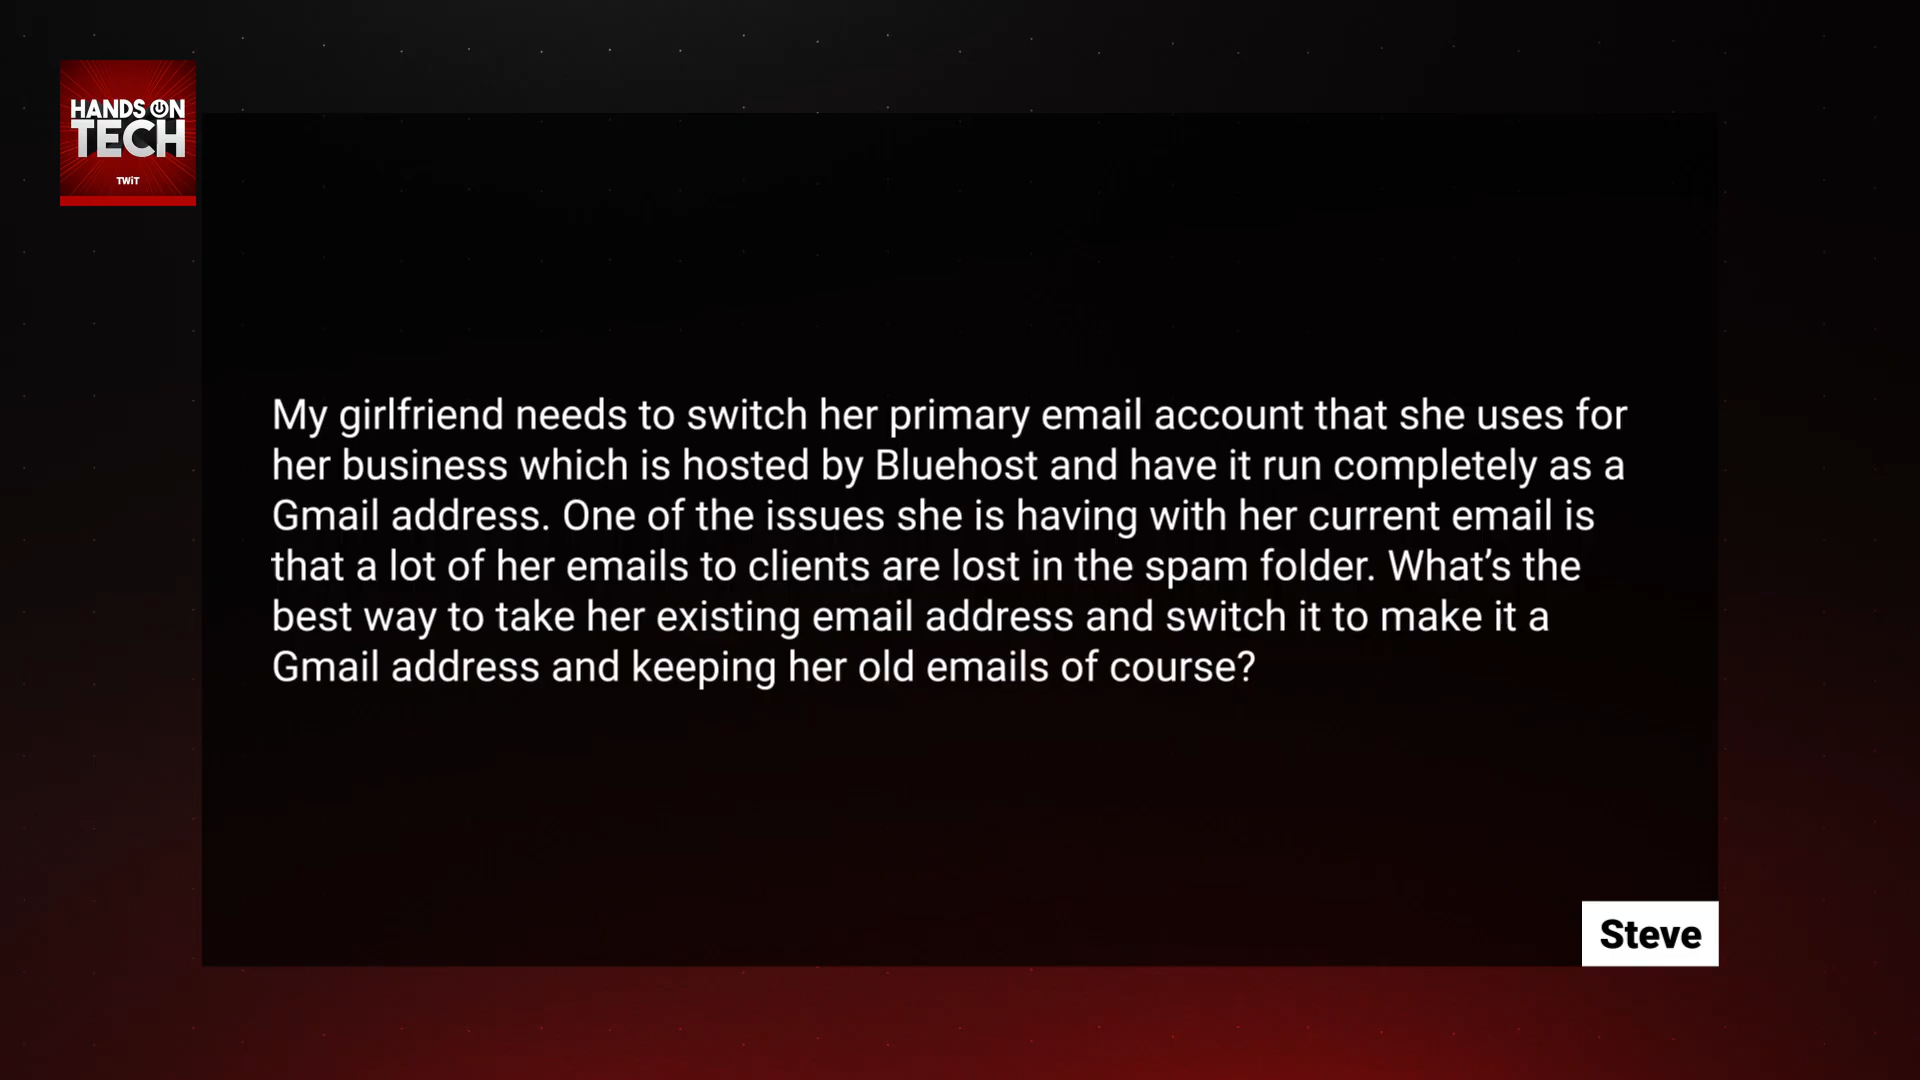 HANDS ON
TECH
TWiT
My girlfriend needs to switch her primary email account that she uses for
her business which is hosted by Bluehost and have it run completely as a
Gmail address. One of the issues she is having with her current email is
that a lot of her emails to clients are lost in the spam folder. What’s the
best way to take her existing email address and switch it to make it a
Gmail address and keeping her old emails of course?
Steve